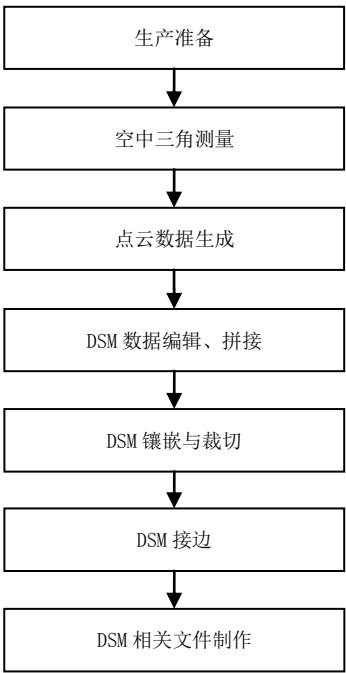 生产准备
空中三角测量
点云数据生成
DSM 数据编辑、拼接
DSM 镶嵌与裁切
DSM 接边
DSM 相关文件制作